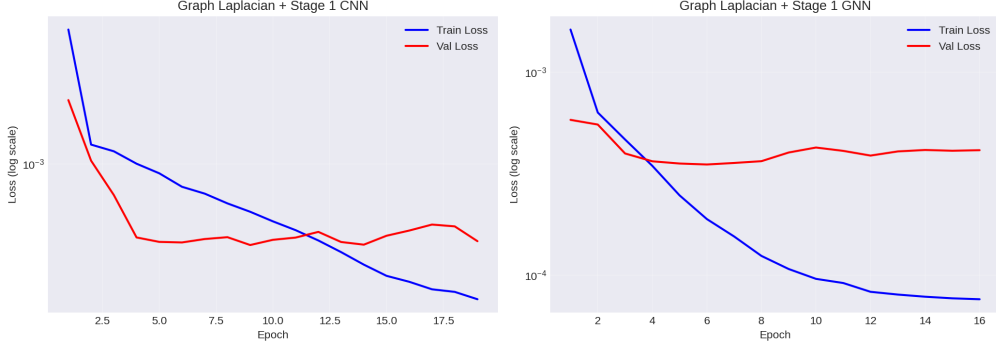 Graph Laplacian + Stage 1 CNN
Train Loss
Val Loss
Loss (log scale)
10⁻³
2.5 5.0 7.5 10.0 12.5 15.0 17.5
Epoch
Graph Laplacian + Stage 1 GNN
Train Loss
Val Loss
Loss (log scale)
10⁻³
10⁻⁴
2 4 6 8 10 12 14 16
Epoch